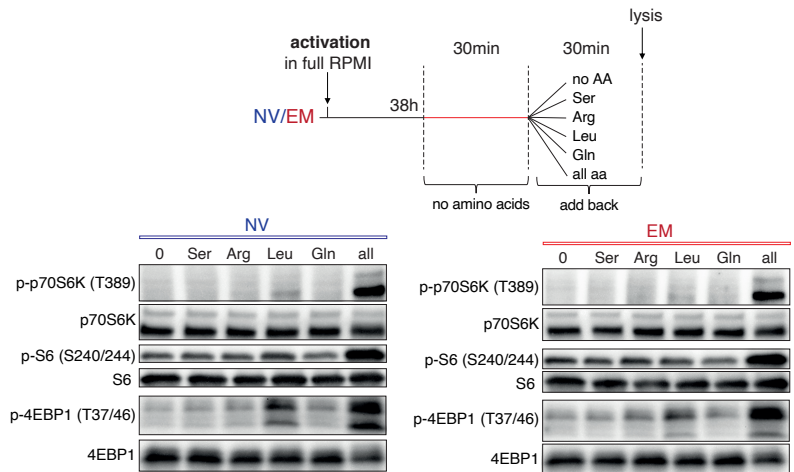 lysis
activation
in full RPMI
30min
30min
38h
NV/EM
no AA
Ser
Arg
Leu
Gln
all aa
no amino acids
add back
NV
0 Ser Arg Leu Gln all
p-p70S6K (T389)
p70S6K
p-S6 (S240/244)
S6
p-4EBP1 (T37/46)
4EBP1
EM
0 Ser Arg Leu Gln all
p-p70S6K (T389)
p70S6K
p-S6 (S240/244)
S6
p-4EBP1 (T37/46)
4EBP1